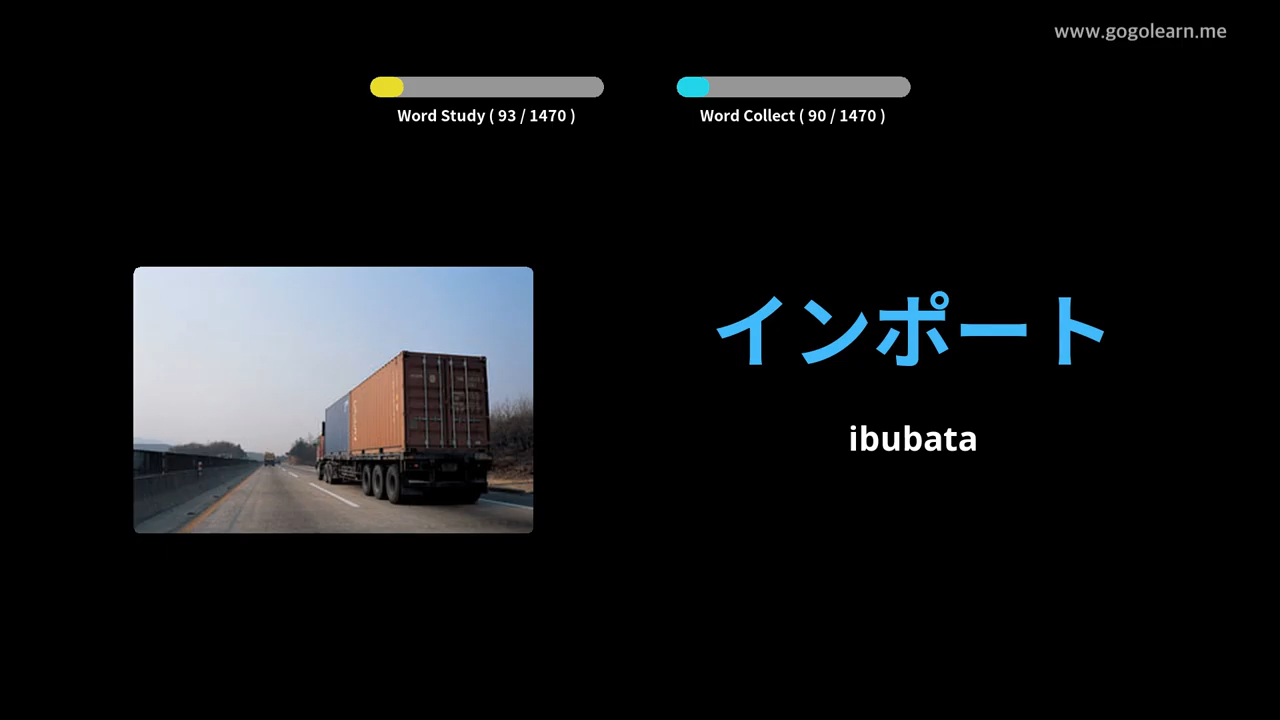 www.gogolearn.me
Word Study ( 93 / 1470 )
Word Collect ( 90 / 1470 )
インポート
ibubata